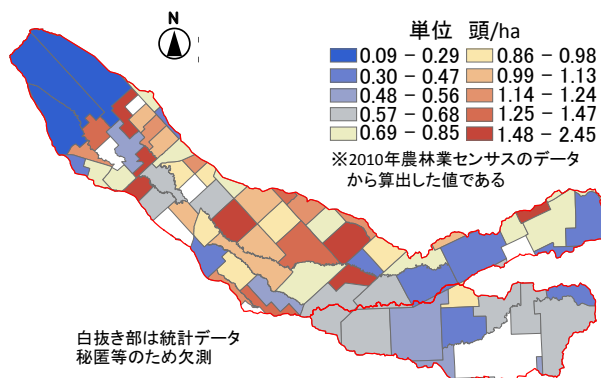 N
単位 頭/ha
0.09 - 0.29
0.30 - 0.47
0.48 - 0.56
0.57 - 0.68
0.69 - 0.85
0.86 - 0.98
0.99 - 1.13
1.14 - 1.24
1.25 - 1.47
1.48 - 2.45
※2010年農林業センサスのデータ
から算出した値である
白抜き部は統計データ
秘匿等のため欠測